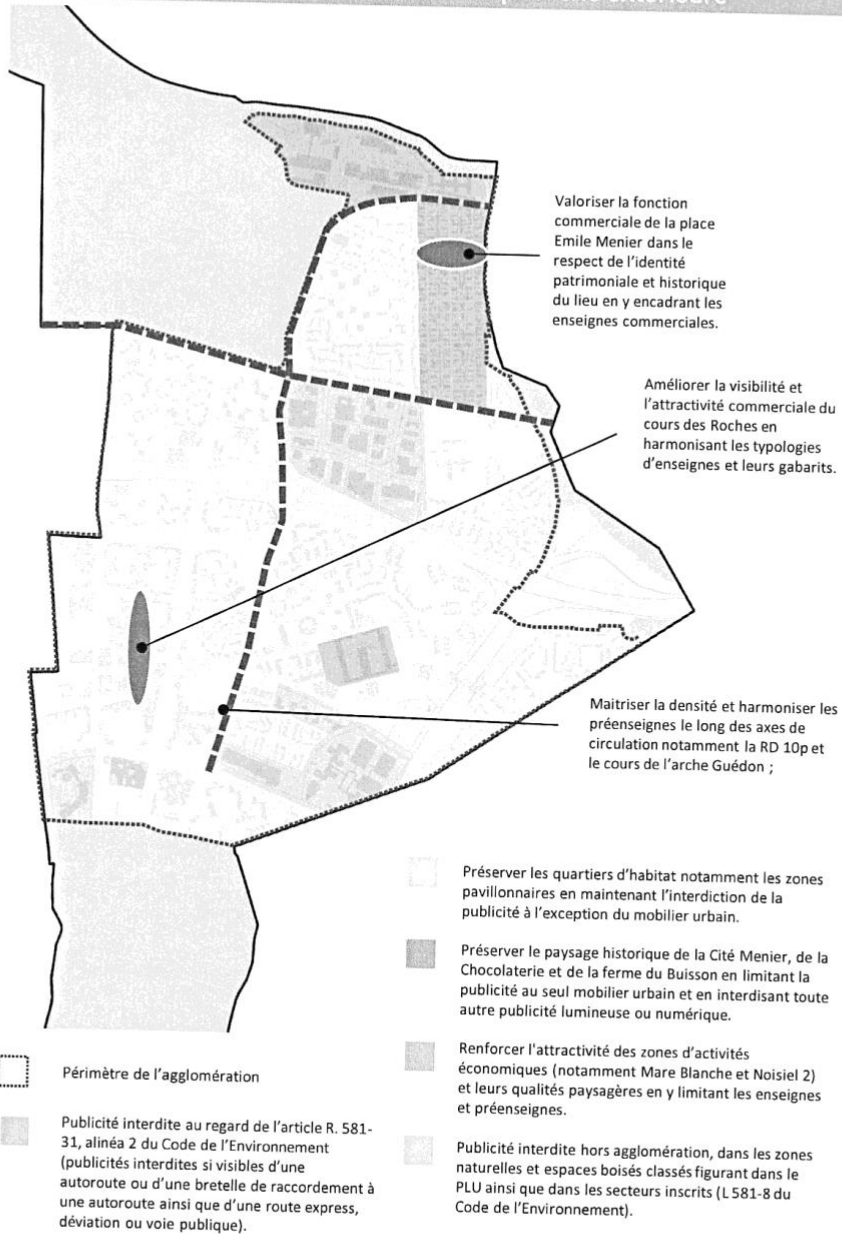 extérieure
Valoriser la fonction
commerciale de la place
Emile Menier dans le
respect de l'identité
patrimoniale et historique
du lieu en y encadrant les
enseignes commerciales.
Améliorer la visibilité et
l'attractivité commerciale du
cours des Roches en
harmonisant les typologies
d'enseignes et leurs gabarits.
Maitriser la densité et harmoniser les
préenseignes le long des axes de
circulation notamment la RD 10p et
le cours de l'arche Guédon ;
Préserver les quartiers d'habitat notamment les zones
pavillonnaires en maintenant l'interdiction de la
publicité à l'exception du mobilier urbain.
Préserver le paysage historique de la Cité Menier, de la
Chocolaterie et de la ferme du Buisson en limitant la
publicité au seul mobilier urbain et en interdisant toute
autre publicité lumineuse ou numérique.
Renforcer l'attractivité des zones d'activités
économiques (notamment Mare Blanche et Noisiel 2)
et leurs qualités paysagères en y limitant les enseignes
et préenseignes.
Publicité interdite hors agglomération, dans les zones
naturelles et espaces boisés classés figurant dans le
PLU ainsi que dans les secteurs inscrits (L 581-8 du
Code de l'Environnement).
Périmètre de l'agglomération
Publicité interdite au regard de l'article R. 581-
31, alinéa 2 du Code de l'Environnement
(publicités interdites si visibles d'une
autoroute ou d'une bretelle de raccordement à
une autoroute ainsi que d'une route express,
déviation ou voie publique).